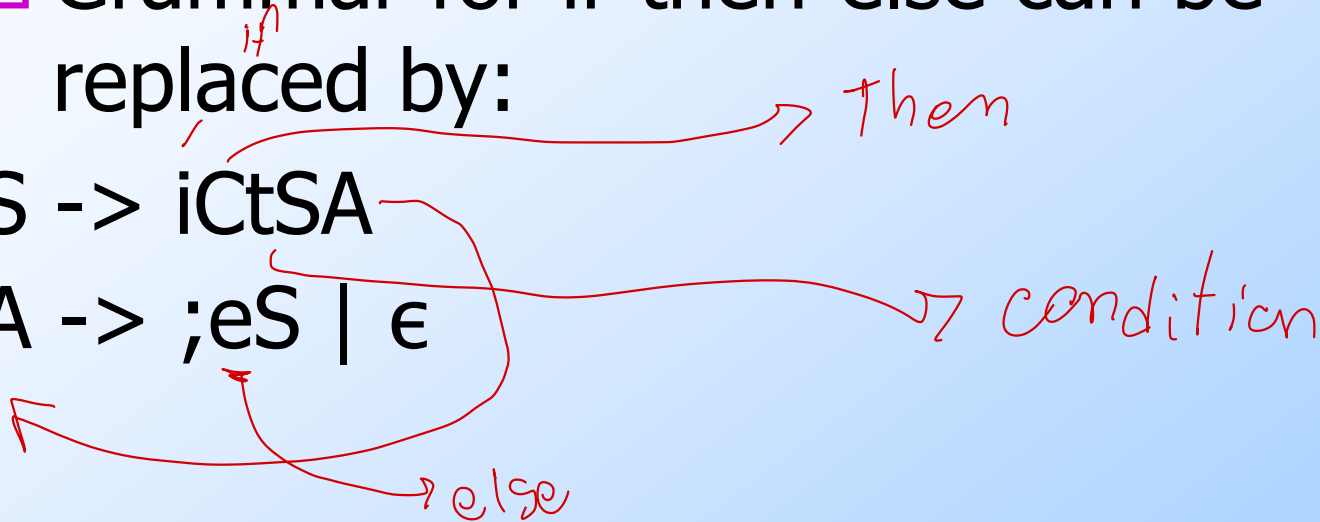 Grammar for if then else can be
if
replaced by:
then
S -> iCtSA
condition
A -> ;eS | ϵ
else